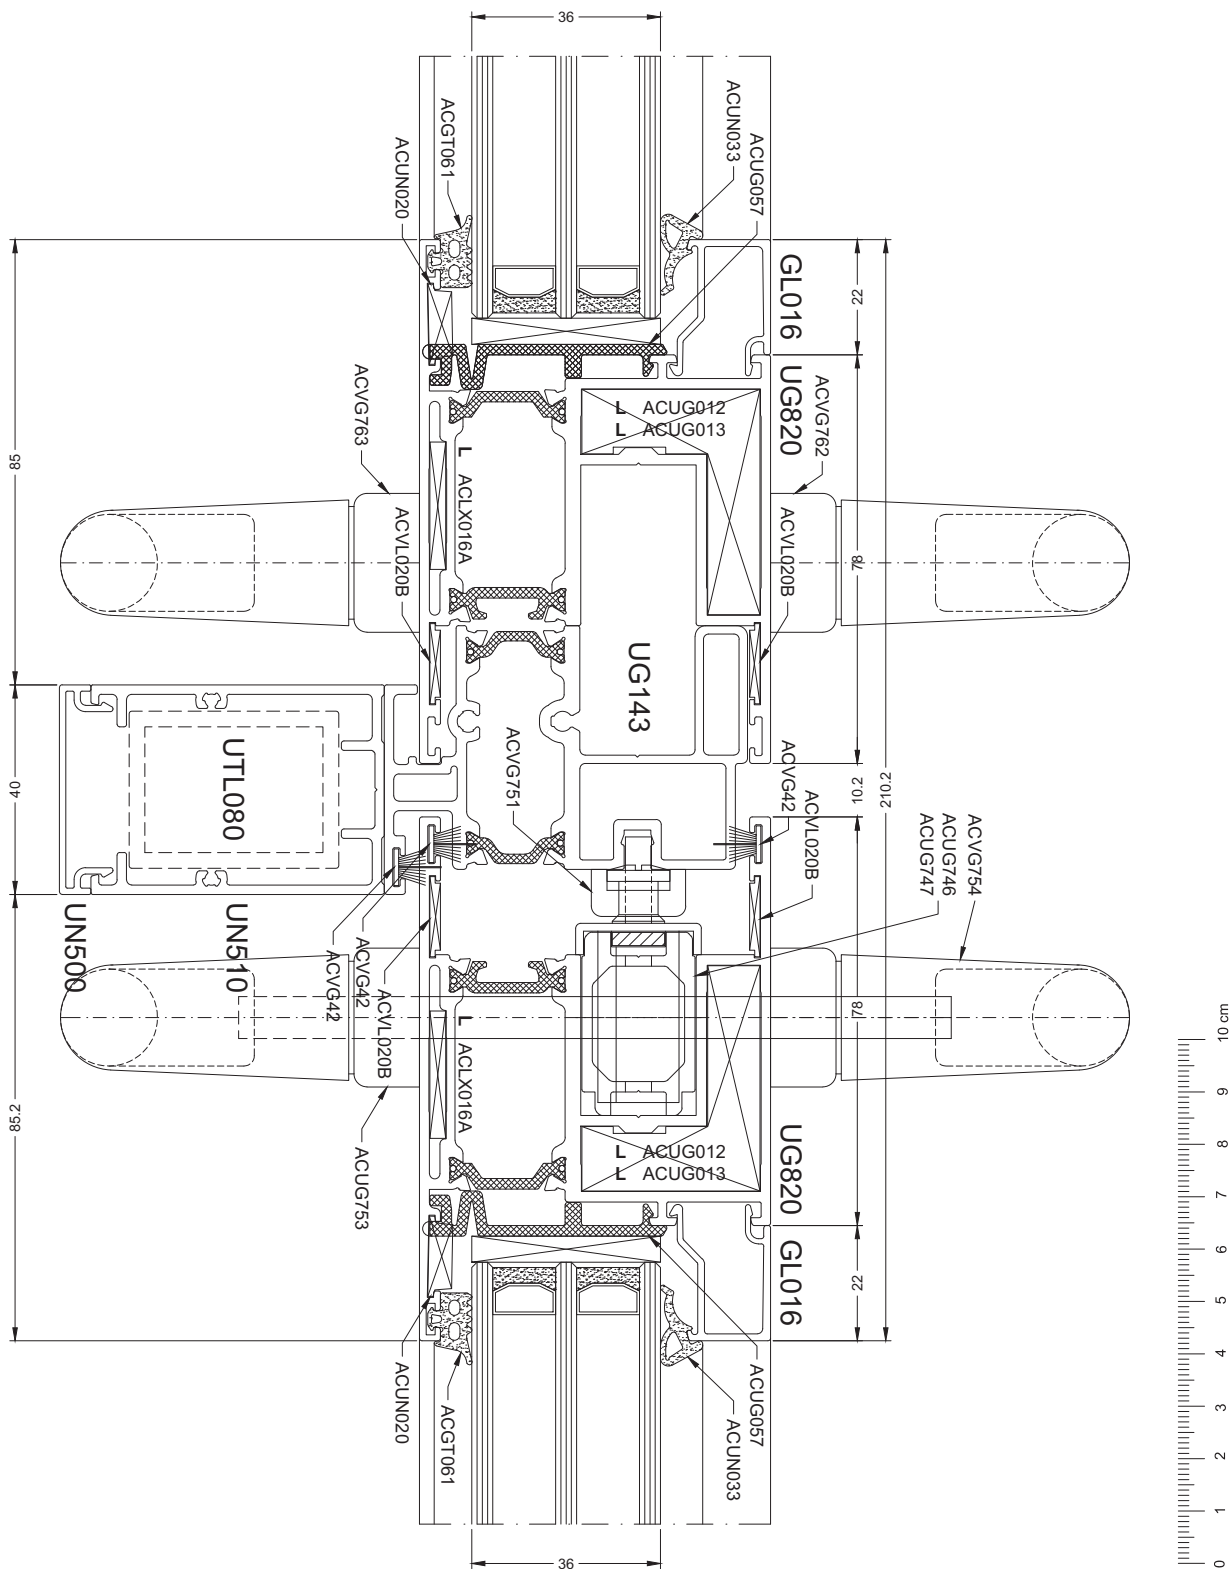 36
ACGT061
ACUN020
ACUN033
ACUG057
GL016
22
UG820
ACVG762
ACVG763
L ACUG012
L ACUG013
L ACLX016A
85
78
ACVL020B
ACVL020B
UG143
ACVG751
UTL080
40
10.2
210.2
ACVG42
ACVL020B
ACVG754
ACUG746
ACUG747
UN500
UN510
ACVG42
ACVG42
ACVL020B
ACUG753
L ACLX016A
78
85.2
L ACUG012
L ACUG013
UG820
GL016
22
ACUN020
ACGT061
ACUG057
ACUN033
36
0 1 2 3 4 5 6 7 8 9 10 cm